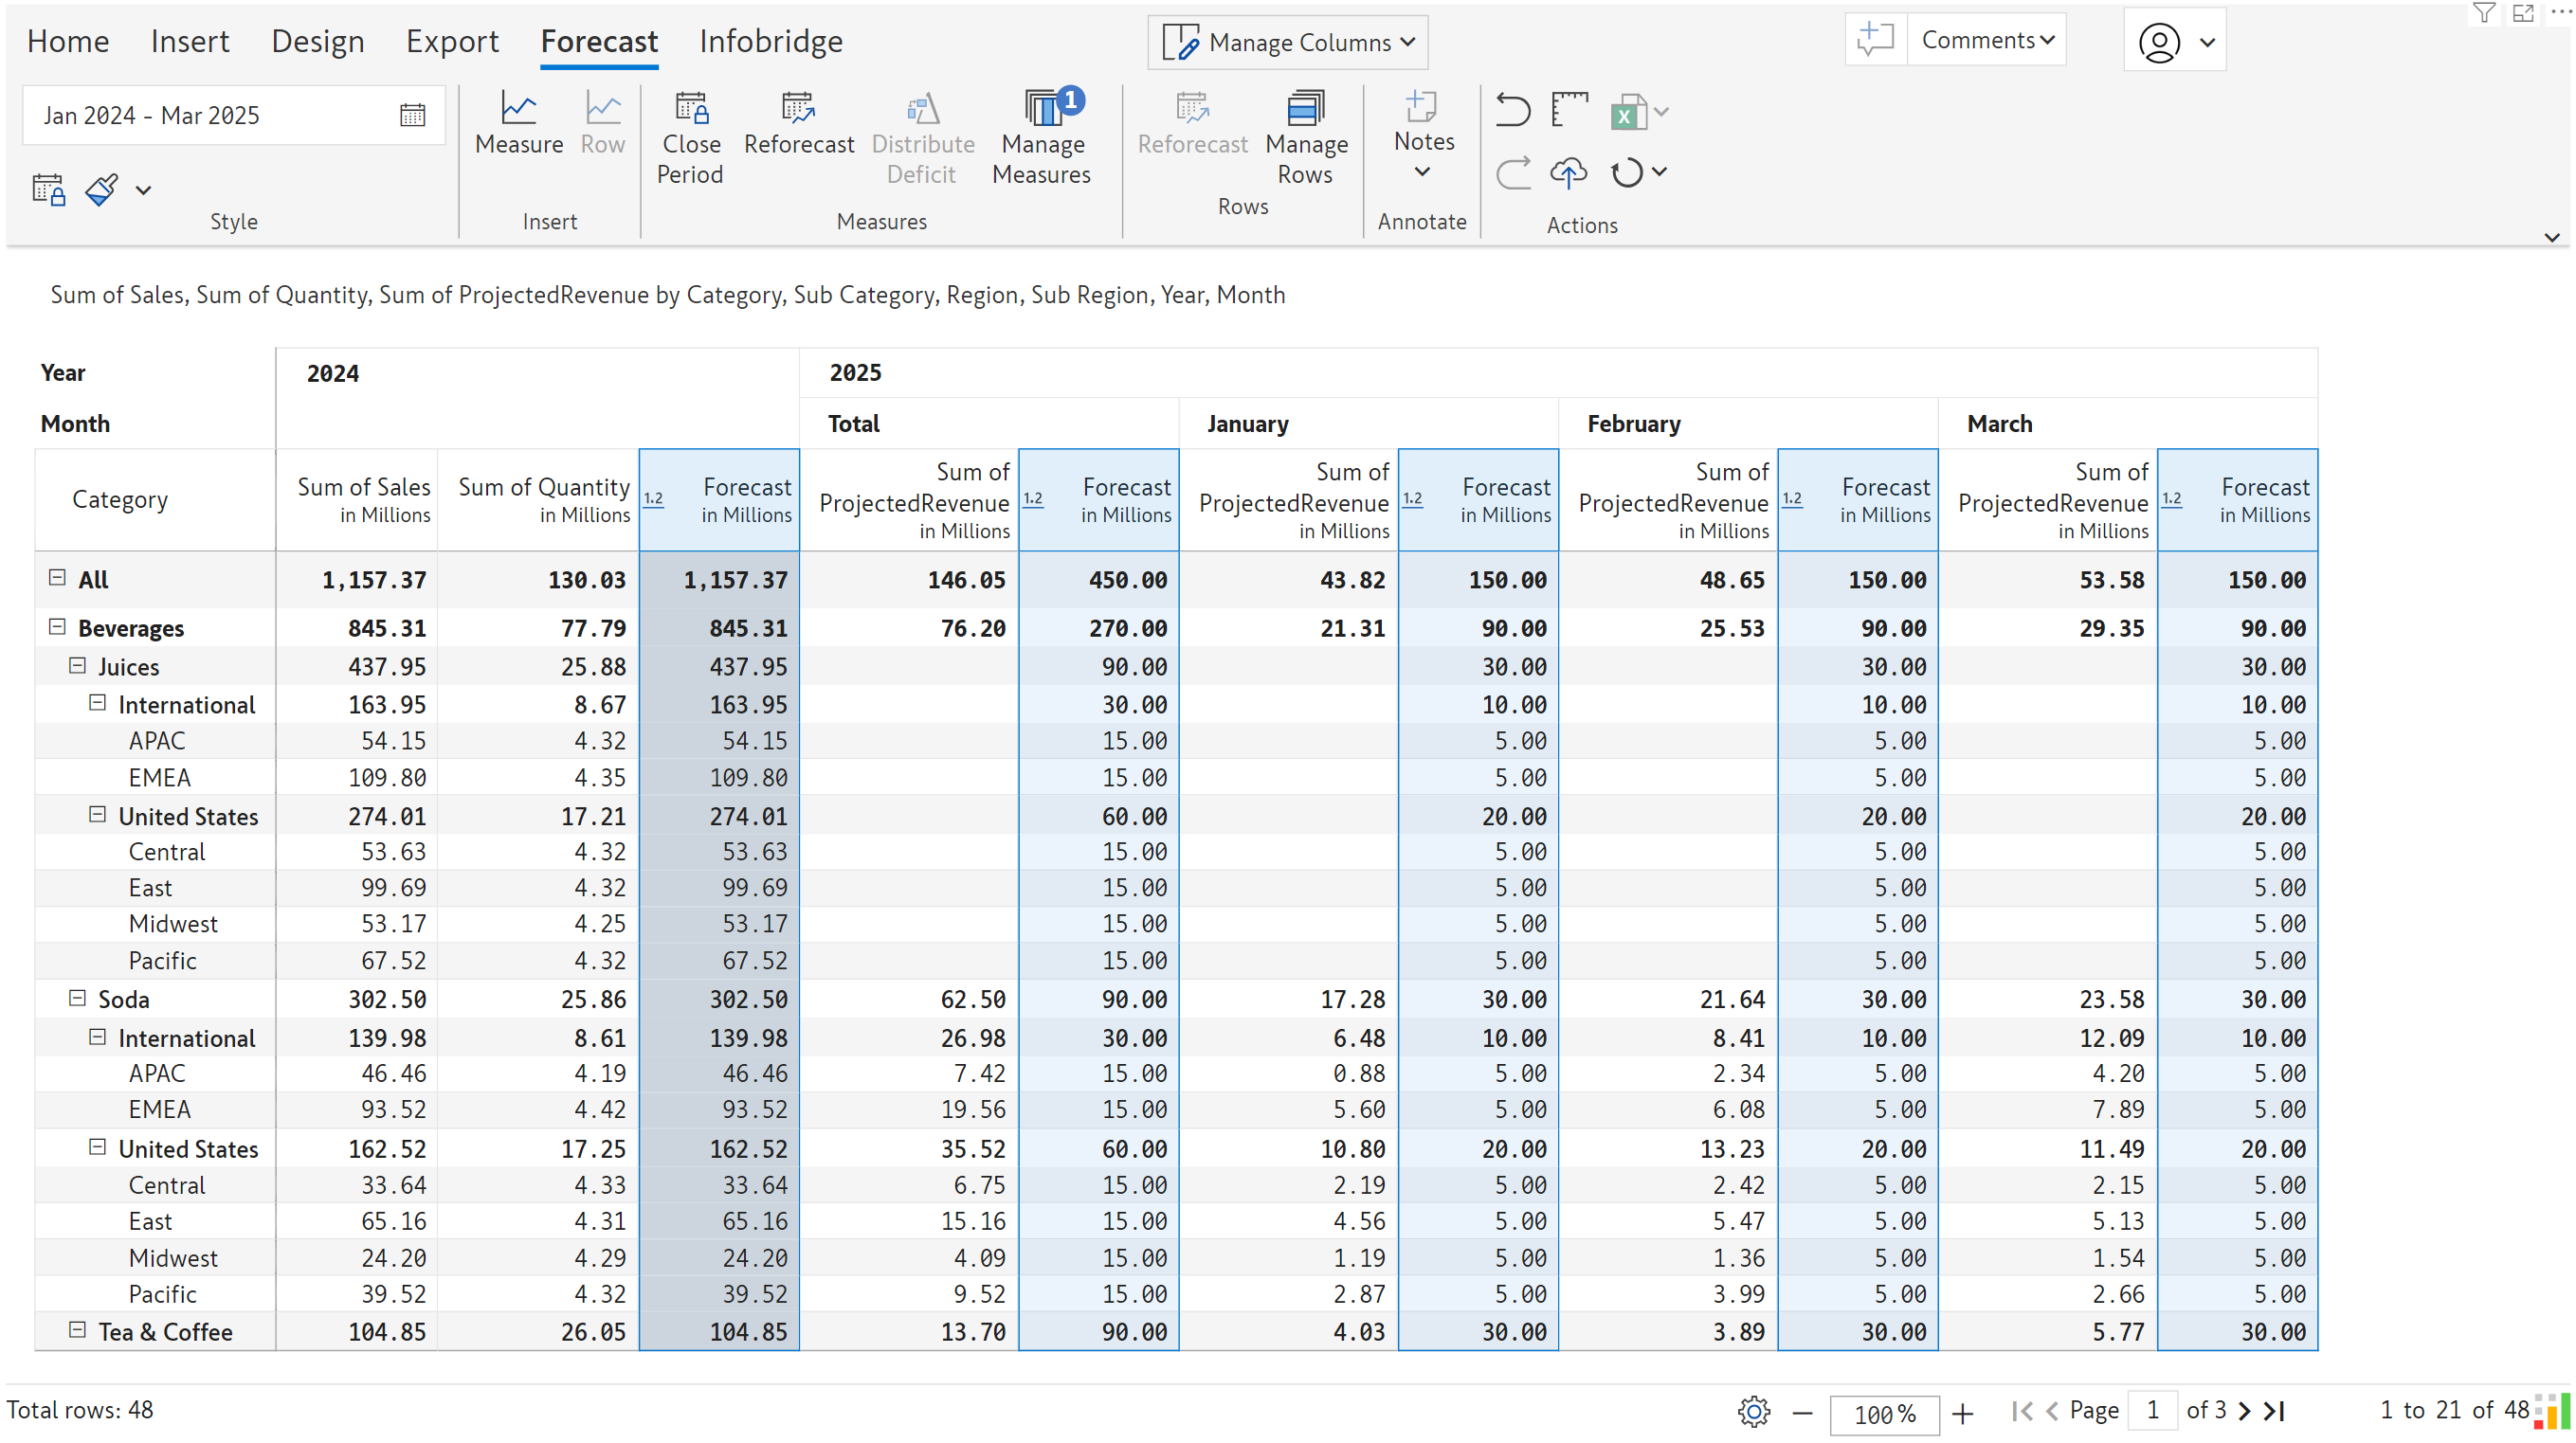 Home Insert Design Export Forecast Infobridge Manage Columns Comments
Jan 2024 - Mar 2025
Measure Row Close Period Reforecast Distribute Deficit Manage Measures 1 Reforecast Manage Rows Notes
Style Insert Measures Rows Annotate Actions
Sum of Sales, Sum of Quantity, Sum of ProjectedRevenue by Category, Sub Category, Region, Sub Region, Year, Month
Year 2024 2025
Month Total January February March
Category Sum of Sales in Millions Sum of Quantity in Millions 1.2 Forecast in Millions Sum of ProjectedRevenue in Millions 1.2 Forecast in Millions Sum of ProjectedRevenue in Millions 1.2 Forecast in Millions Sum of ProjectedRevenue in Millions 1.2 Forecast in Millions Sum of ProjectedRevenue in Millions 1.2 Forecast in Millions
All 1,157.37 130.03 1,157.37 146.05 450.00 43.82 150.00 48.65 150.00 53.58 150.00
Beverages 845.31 77.79 845.31 76.20 270.00 21.31 90.00 25.53 90.00 29.35 90.00
Juices 437.95 25.88 437.95 90.00 30.00 30.00 30.00
International 163.95 8.67 163.95 30.00 10.00 10.00 10.00
APAC 54.15 4.32 54.15 15.00 5.00 5.00 5.00
EMEA 109.80 4.35 109.80 15.00 5.00 5.00 5.00
United States 274.01 17.21 274.01 60.00 20.00 20.00 20.00
Central 53.63 4.32 53.63 15.00 5.00 5.00 5.00
East 99.69 4.32 99.69 15.00 5.00 5.00 5.00
Midwest 53.17 4.25 53.17 15.00 5.00 5.00 5.00
Pacific 67.52 4.32 67.52 15.00 5.00 5.00 5.00
Soda 302.50 25.86 302.50 62.50 90.00 17.28 30.00 21.64 30.00 23.58 30.00
International 139.98 8.61 139.98 26.98 30.00 6.48 10.00 8.41 10.00 12.09 10.00
APAC 46.46 4.19 46.46 7.42 15.00 0.88 5.00 2.34 5.00 4.20 5.00
EMEA 93.52 4.42 93.52 19.56 15.00 5.60 5.00 6.08 5.00 7.89 5.00
United States 162.52 17.25 162.52 35.52 60.00 10.80 20.00 13.23 20.00 11.49 20.00
Central 33.64 4.33 33.64 6.75 15.00 2.19 5.00 2.42 5.00 2.15 5.00
East 65.16 4.31 65.16 15.16 15.00 4.56 5.00 5.47 5.00 5.13 5.00
Midwest 24.20 4.29 24.20 4.09 15.00 1.19 5.00 1.36 5.00 1.54 5.00
Pacific 39.52 4.32 39.52 9.52 15.00 2.87 5.00 3.99 5.00 2.66 5.00
Tea & Coffee 104.85 26.05 104.85 13.70 90.00 4.03 30.00 3.89 30.00 5.77 30.00
Total rows: 48 100% Page 1 of 3 1 to 21 of 48